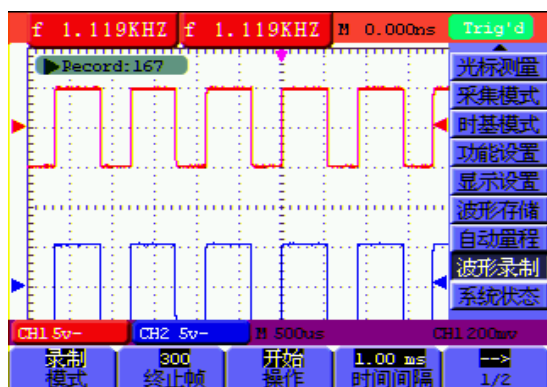 f 1.119KHZ f 1.119KHZ M 0.000ns Trig'd
Record:167
光标测量
采集模式
时基模式
功能设置
显示设置
波形存储
自动量程
波形录制
系统状态
CH1 5v- CH2 5v- M 500us CH1 200mv
录制 300 开始 1.00 ms -->
模式 终止帧 操作 时间间隔 1/2